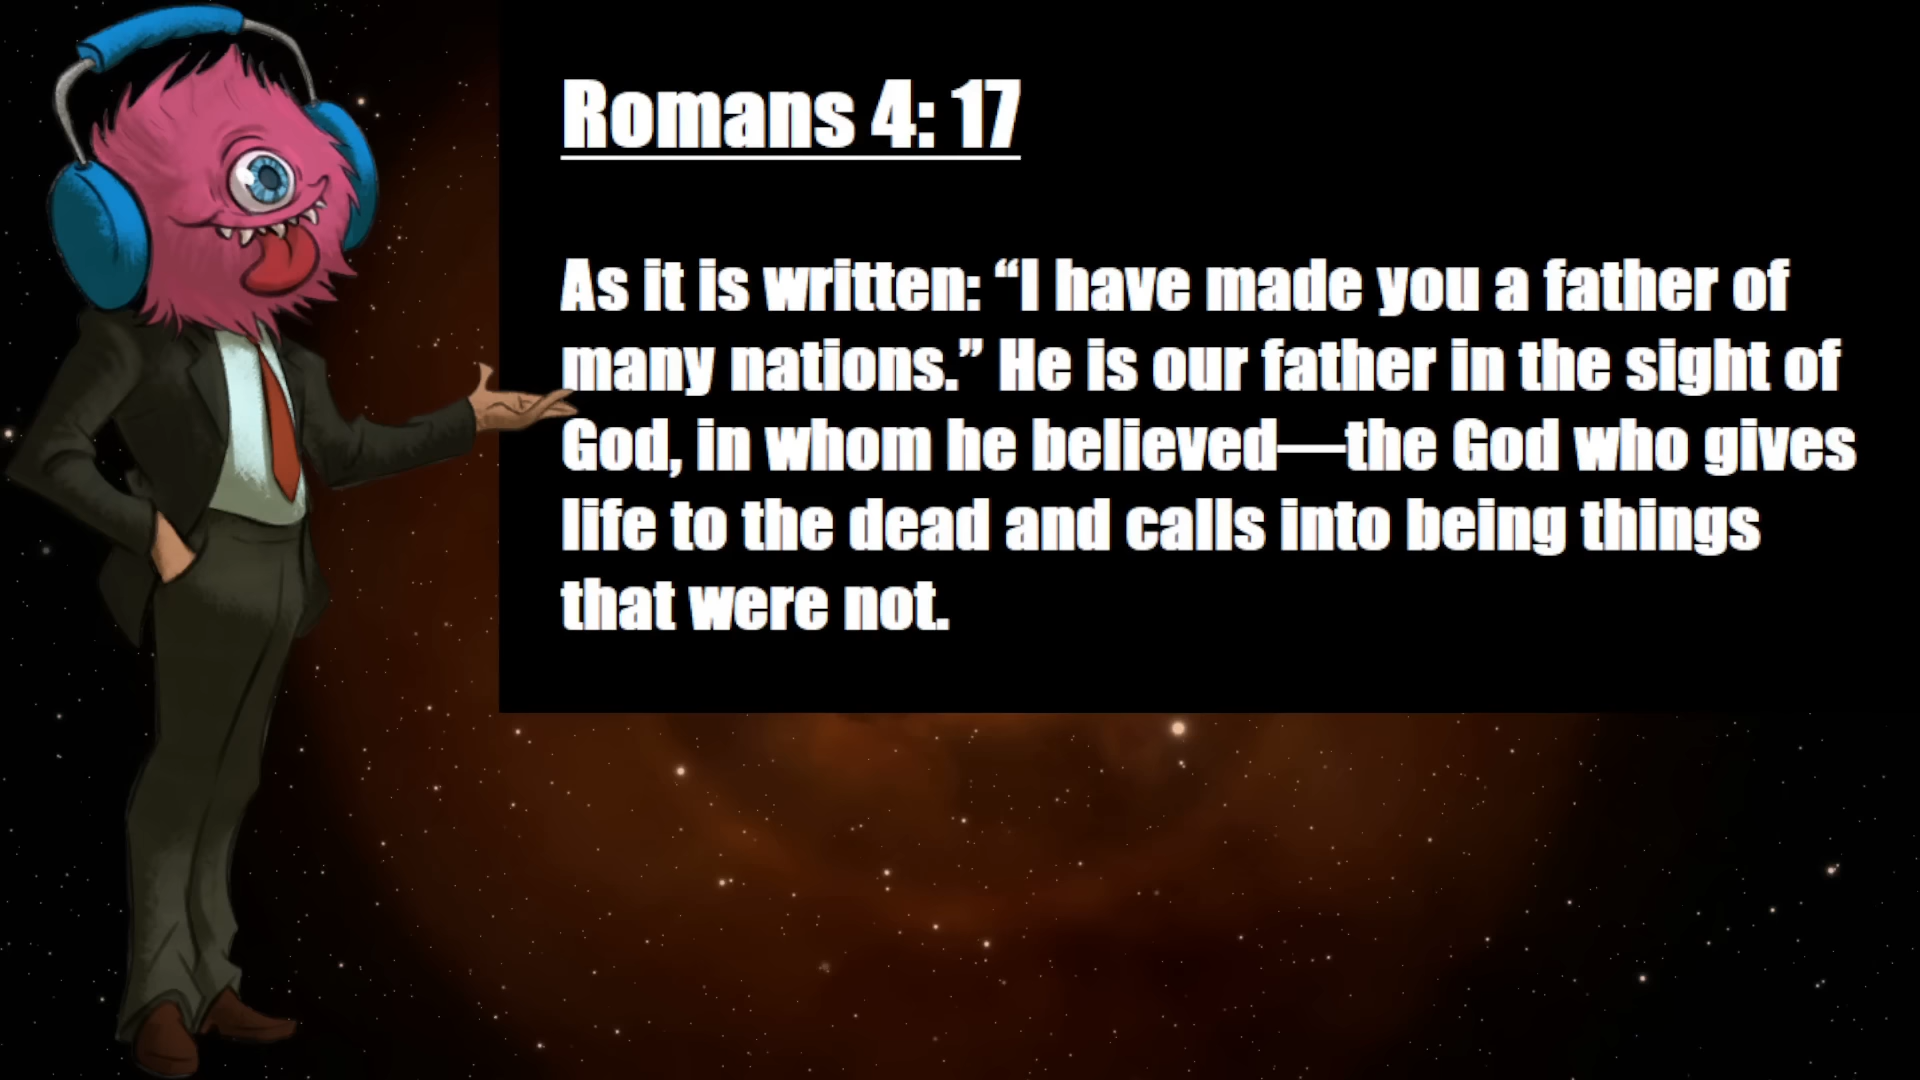 Romans 4: 17
As it is written: “I have made you a father of
many nations.” He is our father in the sight of
God, in whom he believed—the God who gives
life to the dead and calls into being things
that were not.